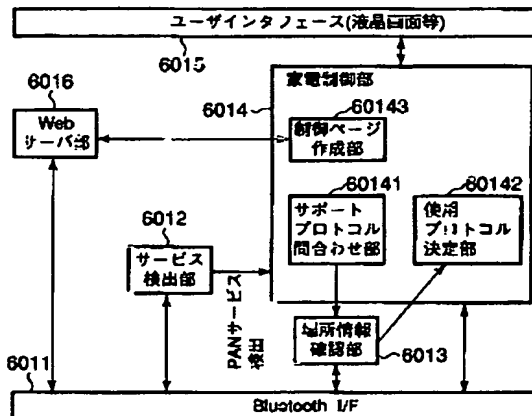 ユーザインタフェース(液晶画面等)
6015
家電制御部
6016
6014
60143
Web
サーバ部
制御ページ
作成部
60141
60142
6012
サポート
プロトコル
問合わせ部
使用
プロトコル
決定部
サービス
検出部
PANサービス
検出
場所情報
確認部
6011
6013
Bluetooth I/F